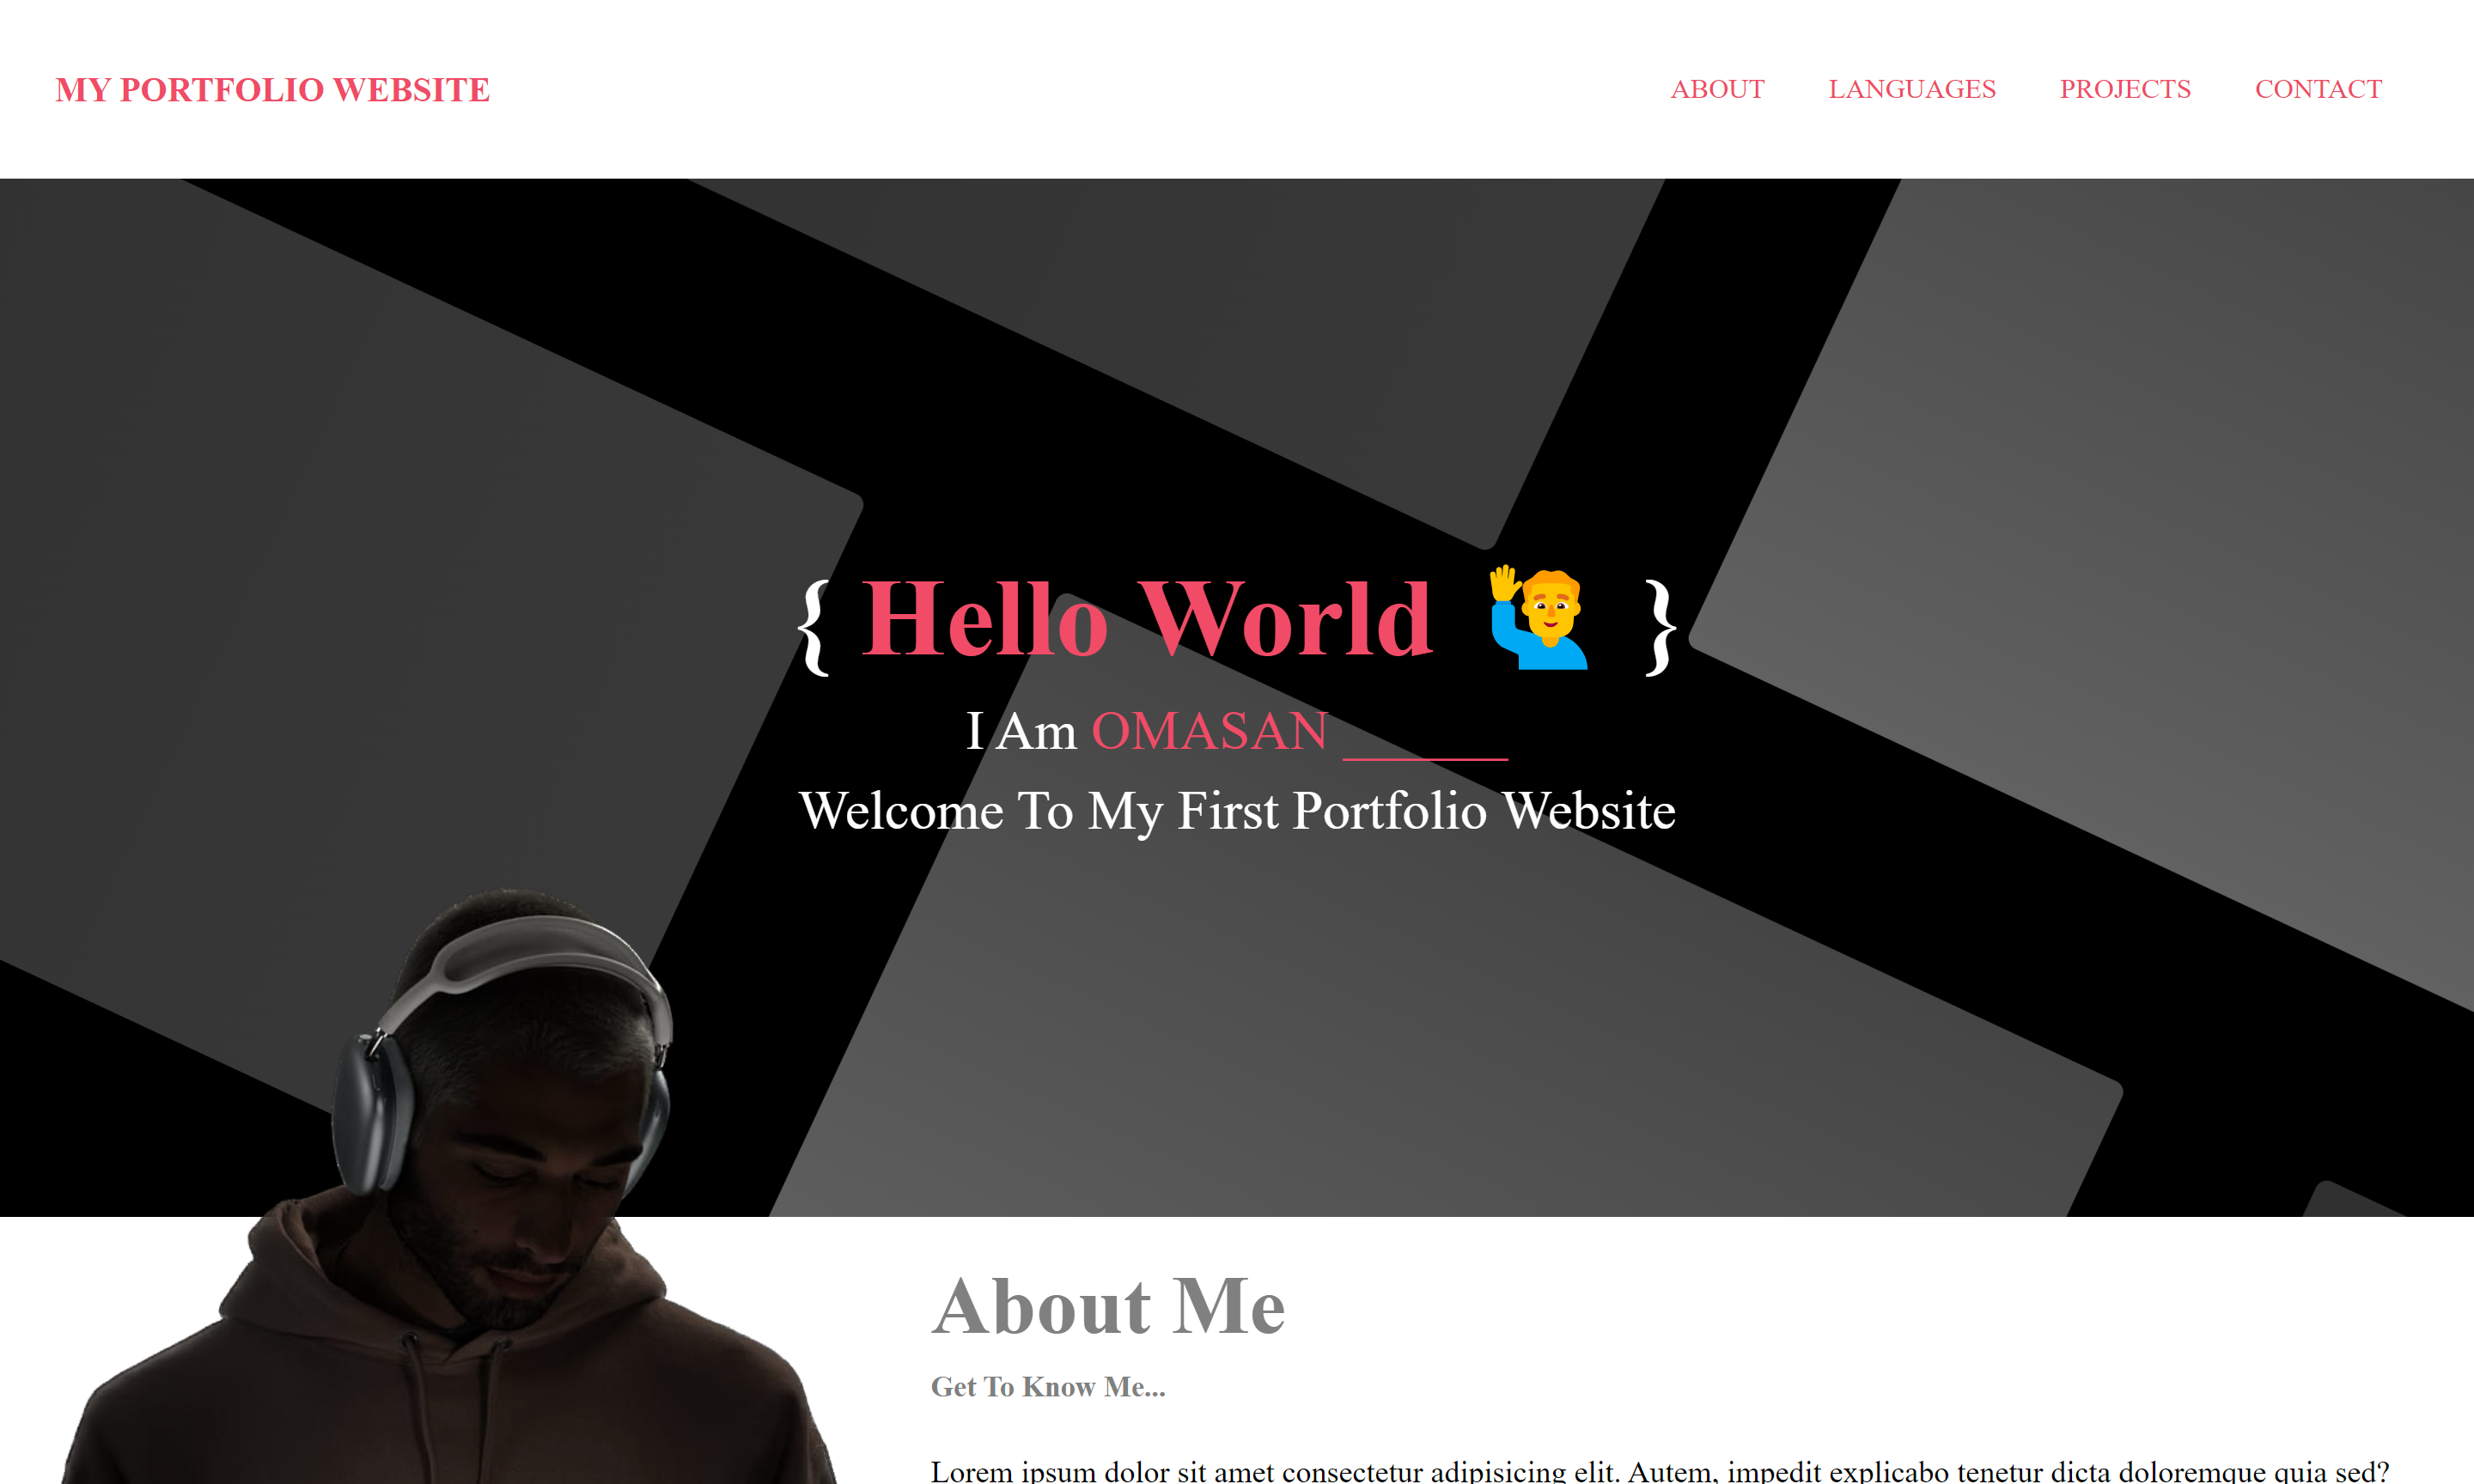 MY PORTFOLIO WEBSITE
ABOUT LANGUAGES PROJECTS CONTACT
{ Hello World 🙋‍♂️ }
I Am OMASAN ______
Welcome To My First Portfolio Website
About Me
Get To Know Me...
Lorem ipsum dolor sit amet consectetur adipisicing elit. Autem, impedit explicabo tenetur dicta doloremque quia sed?